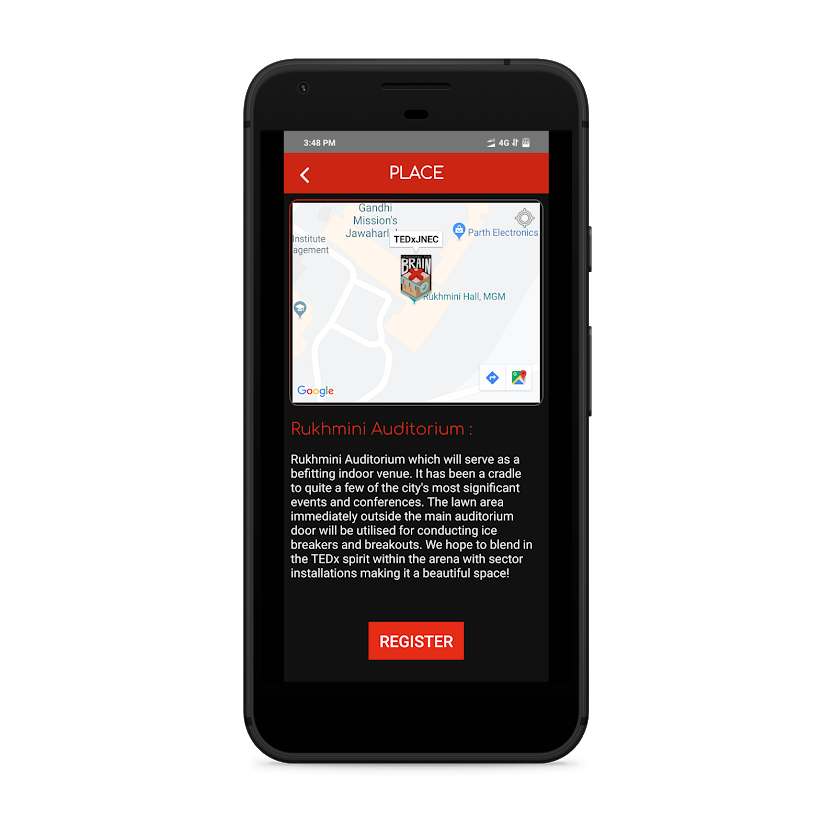 3:48 PM
4G
PLACE
Gandhi
Mission's
Jawaharl
Institute
agement
TEDxJNEC
Parth Electronics
BRAIN
Rukhmini Hall, MGM
Google
Rukhmini Auditorium :
Rukhmini Auditorium which will serve as a
befitting indoor venue. It has been a cradle
to quite a few of the city's most significant
events and conferences. The lawn area
immediately outside the main auditorium
door will be utilised for conducting ice
breakers and breakouts. We hope to blend in
the TEDx spirit within the arena with sector
installations making it a beautiful space!
REGISTER